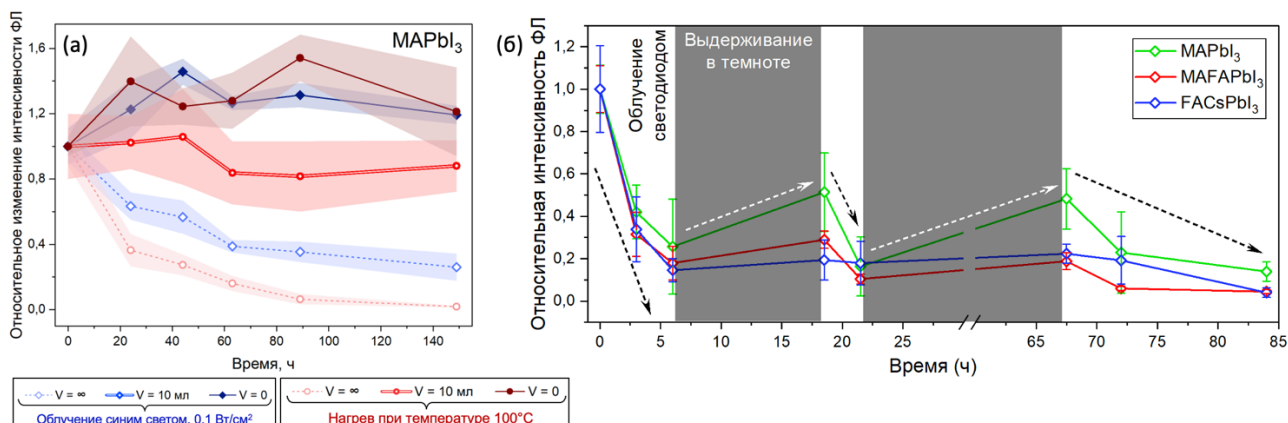 (а)
MAPbI₃
Относительное изменение интенсивности ФЛ
1,6
1,2
0,8
0,4
0,0
0 20 40 60 80 100 120 140
Время, ч
V = ∞ V = 10 мл V = 0
Облучение синим светом, 0,1 Вт/см²
V = ∞ V = 10 мл V = 0
Нагрев при температуре 100°C
(б)
Относительная интенсивность ФЛ
1,2
1,0
0,8
0,6
0,4
0,2
0,0
Облучение
светодиодом
Выдерживание
в темноте
MAPbI₃
MAFAPbI₃
FACsPbI₃
0 5 10 15 20 25 65 70 75 80 85
Время (ч)